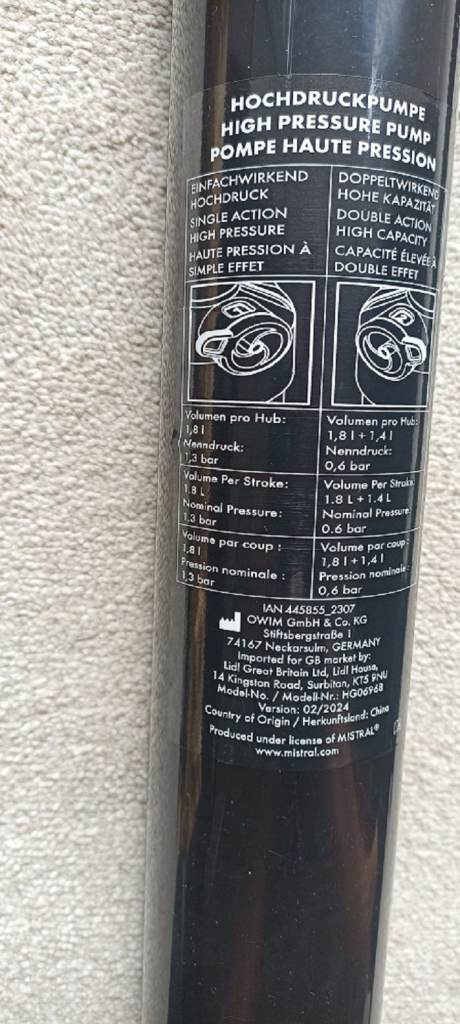 HOCHDRUCKPUMPE
HIGH PRESSURE PUMP
POMPE HAUTE PRESSION
EINFACHWIRKEND
HOCHDRUCK
SINGLE ACTION
HIGH PRESSURE
HAUTE PRESSION À
SIMPLE EFFET
DOPPELTWIRKEND
HOHE KAPAZITÄT
DOUBLE ACTION
HIGH CAPACITY
CAPACITÉ ÉLEVÉE À
DOUBLE EFFET
1
2
Volumen pro Hub:
1,8 l
Nenndruck:
1,3 bar
Volumen pro Hub:
1,8 l + 1,4 l
Nenndruck:
0,6 bar
Volume Per Stroke:
1.8 L
Nominal Pressure:
1.3 bar
Volume Per Stroke:
1.8 L + 1.4 L
Nominal Pressure:
0.6 bar
Volume par coup :
1,8 l
Pression nominale :
1,3 bar
Volume par coup :
1,8 l + 1,4 l
Pression nominale :
0,6 bar
IAN 445855_2307
OWIM GmbH & Co. KG
Stiftsbergstraße 1
74167 Neckarsulm, GERMANY
Imported for GB market by:
Lidl Great Britain Ltd, Lidl House,
14 Kingston Road, Surbiton, KT5 9NU
Model-No. / Modell-Nr.: HG06968
Version: 02/2024
Country of Origin / Herkunftsland: China
Produced under license of MISTRAL®
www.mistral.com